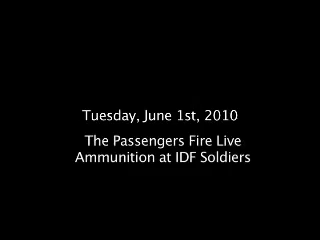 Tuesday, June 1st, 2010
The Passengers Fire Live
Ammunition at IDF Soldiers